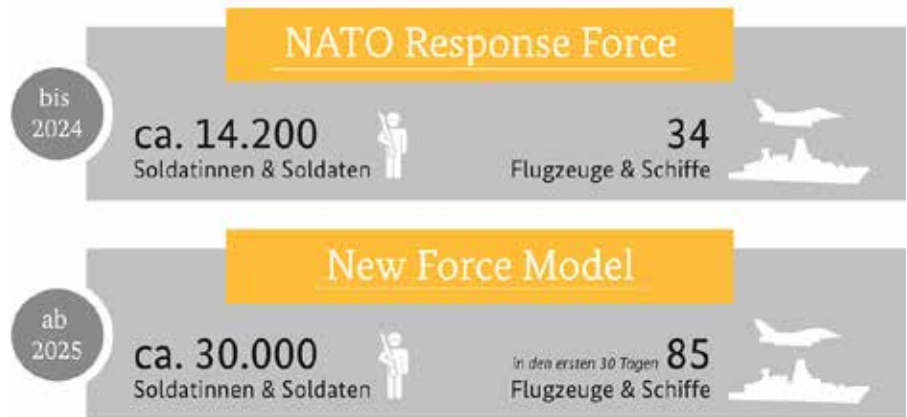 NATO Response Force
bis
2024
ca. 14.200
Soldatinnen & Soldaten
34
Flugzeuge & Schiffe
New Force Model
ab
2025
ca. 30.000
Soldatinnen & Soldaten
in den ersten 30 Tagen 85
Flugzeuge & Schiffe